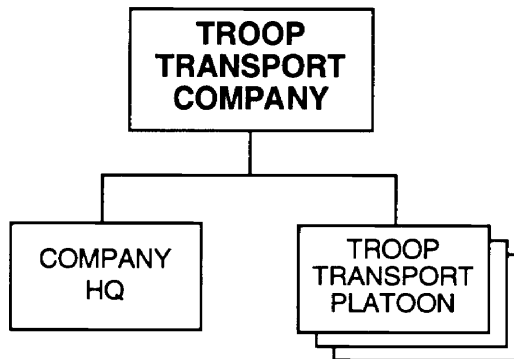 TROOP
TRANSPORT
COMPANY
COMPANY
HQ
TROOP
TRANSPORT
PLATOON